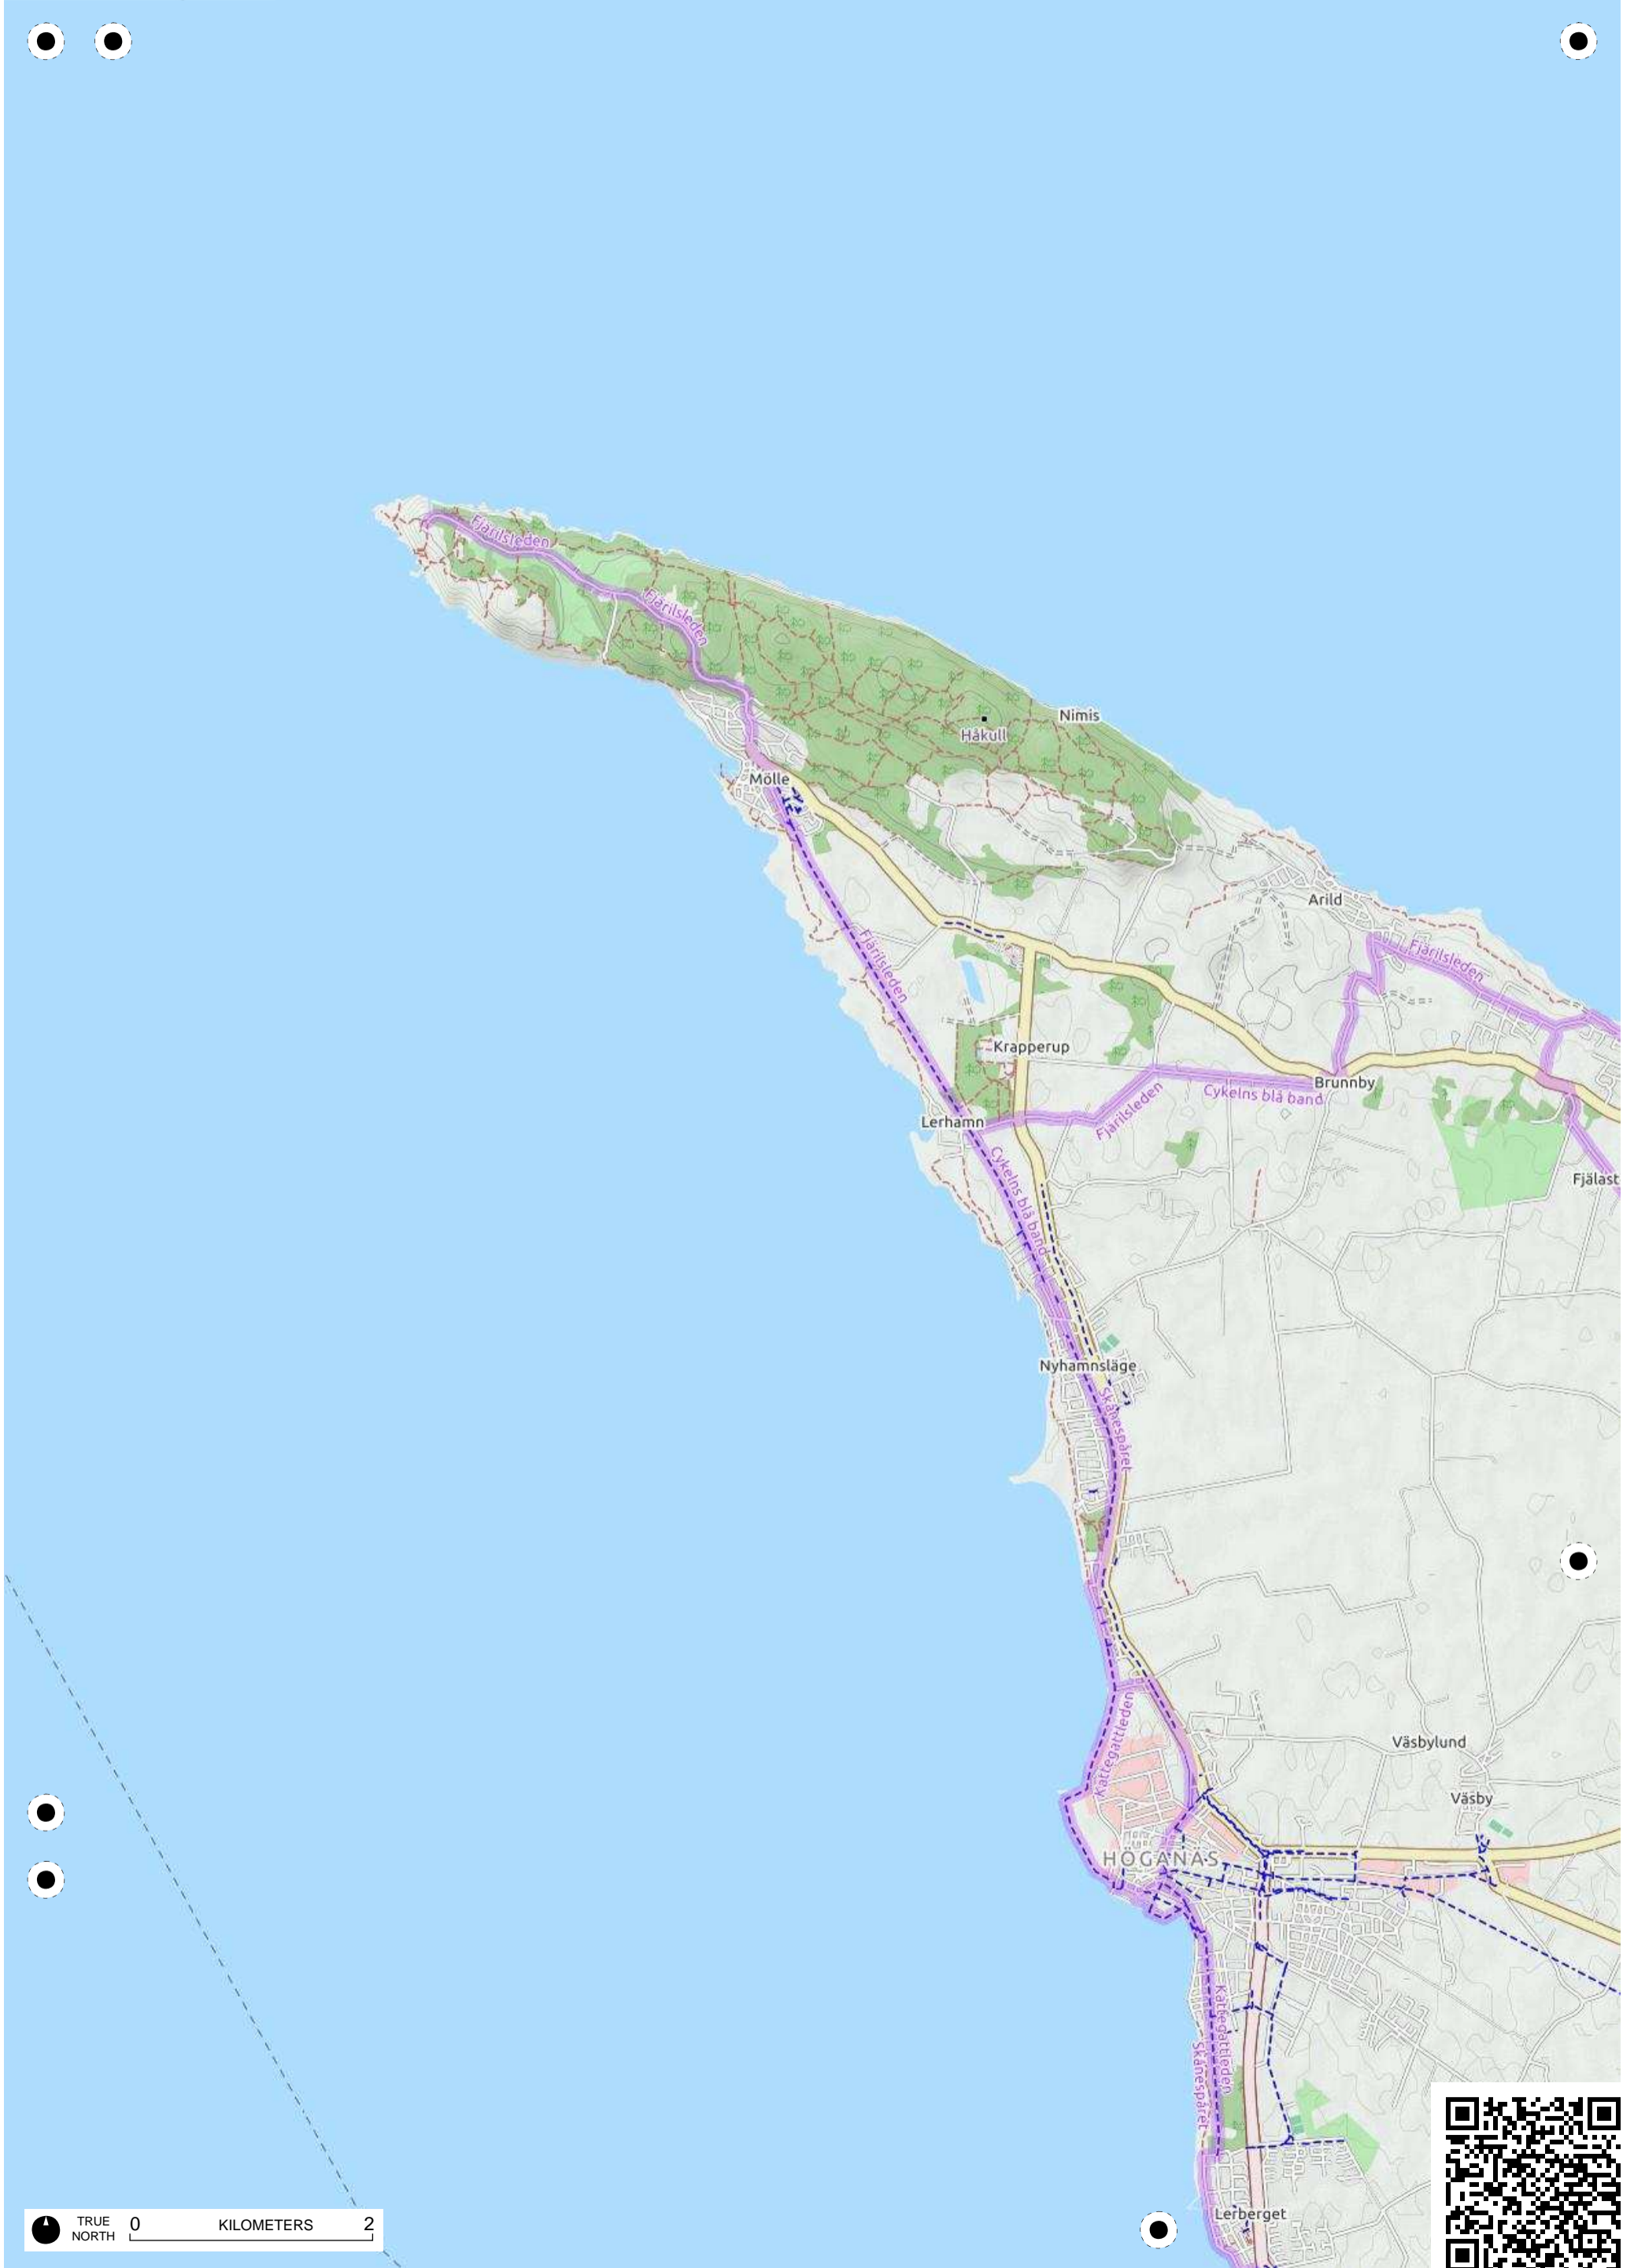 Fjärilsleden
Fjärilsleden
Nimis
Håkull
Mölle
Arild
Fjärilsleden
Fjärilsleden
Krapperup
Brunnby
Cykelns blå band
Fjärilsleden
Lerhamn
Cykelns blå band
Fjälast
Nyhamnsläge
Skånespåret
Kattegattleden
Väsbylund
Väsby
HÖGANÄS
Kattegattleden
Skånespåret
Lerberget
TRUE
NORTH
0 KILOMETERS 2